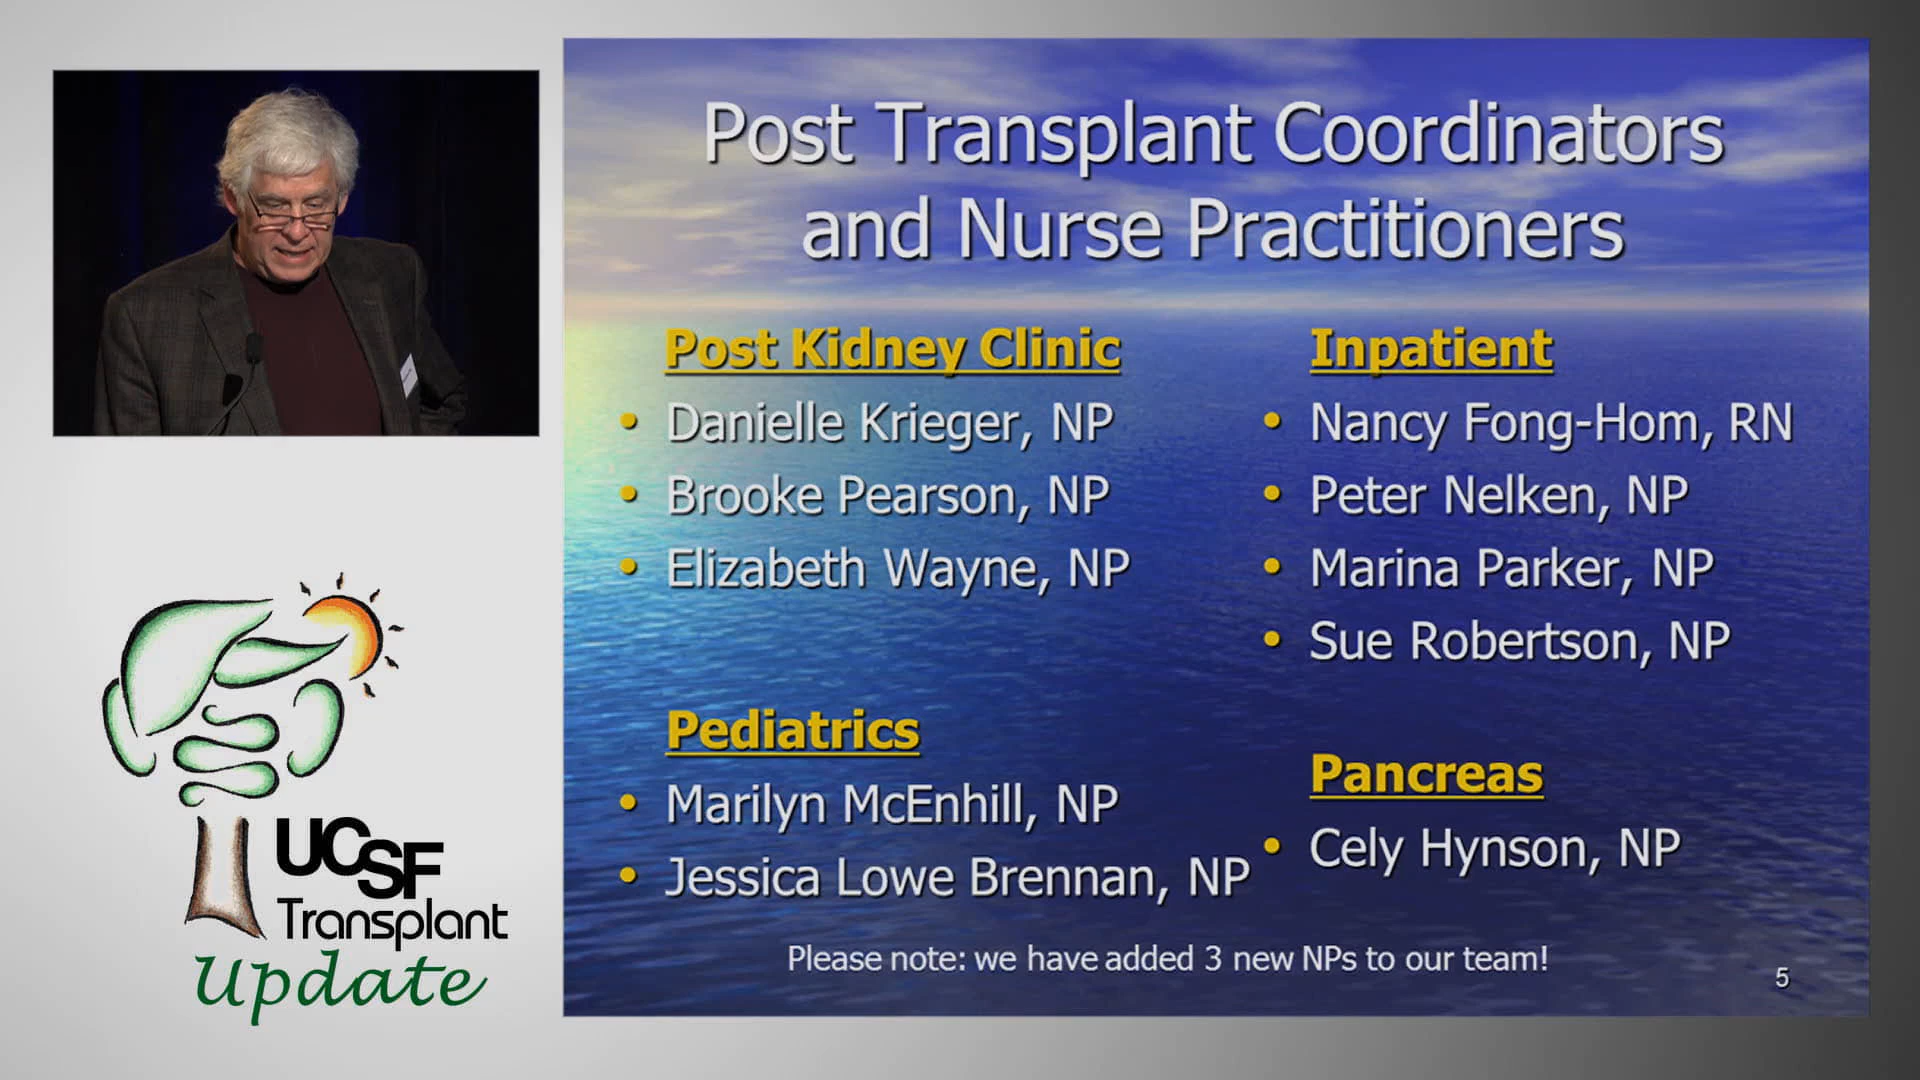 Post Transplant Coordinators
and Nurse Practitioners
Post Kidney Clinic
• Danielle Krieger, NP
• Brooke Pearson, NP
• Elizabeth Wayne, NP
Pediatrics
• Marilyn McEnhill, NP
• Jessica Lowe Brennan, NP
Inpatient
• Nancy Fong-Hom, RN
• Peter Nelken, NP
• Marina Parker, NP
• Sue Robertson, NP
Pancreas
• Cely Hynson, NP
Please note: we have added 3 new NPs to our team!
5
UCSF
Transplant
Update